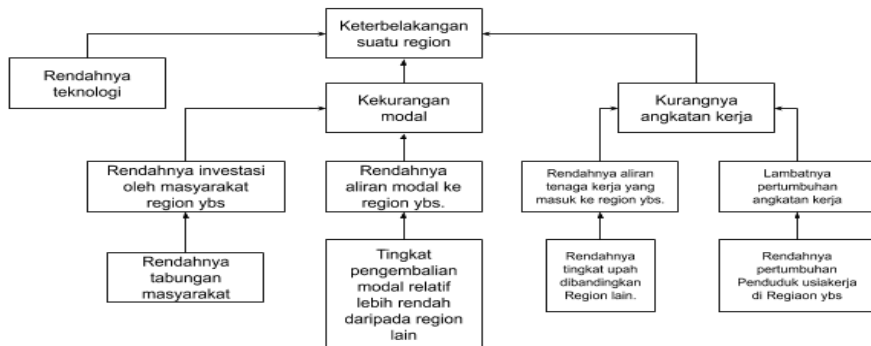 Keterbelakangan
suatu region
Rendahnya
teknologi
Kekurangan
modal
Kurangnya
angkatan kerja
Rendahnya investasi
oleh masyarakat
region ybs
Rendahnya
aliran modal ke
region ybs.
Rendahnya aliran
tenaga kerja yang
masuk ke region ybs.
Lambatnya
pertumbuhan
angkatan kerja
Rendahnya
tabungan
masyarakat
Tingkat
pengembalian
modal relatif
lebih rendah
daripada region
lain
Rendahnya
tingkat upah
dibandingkan
Region lain.
Rendahnya
pertumbuhan
Penduduk usiakerja
di Regiaon ybs